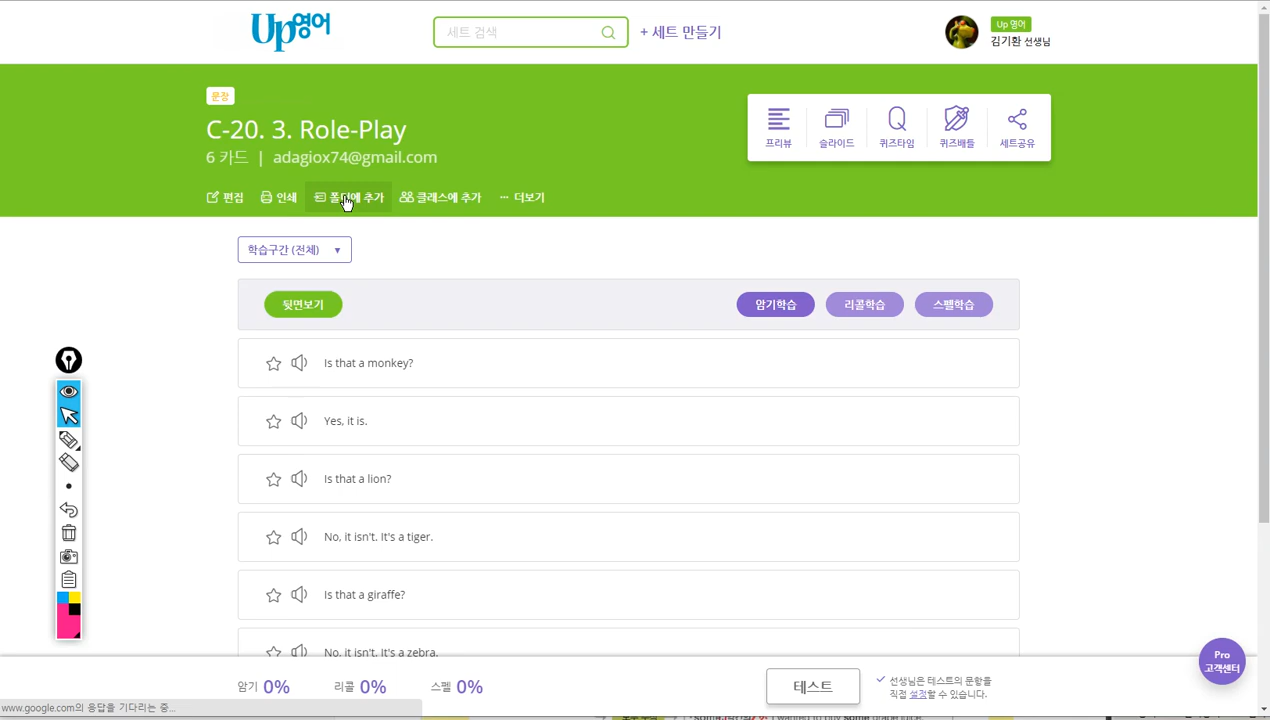 Up영어
세트 검색
+ 세트 만들기
Up 영어
김기환 선생님
문장
C-20. 3. Role-Play
6 카드 | adagiox74@gmail.com
프리뷰
슬라이드
퀴즈타임
퀴즈배틀
세트공유
편집
인쇄
폴더에 추가
클래스에 추가
··· 더보기
학습구간 (전체) ▼
뒷면보기
암기학습
리콜학습
스펠학습
Is that a monkey?
Yes, it is.
Is that a lion?
No, it isn't. It's a tiger.
Is that a giraffe?
No, it isn't. It's a zebra.
Pro
고객센터
암기 0%
리콜 0%
스펠 0%
테스트
선생님은 테스트의 문항을
직접 설정할 수 있습니다.
www.google.com의 응답을 기다리는 중...